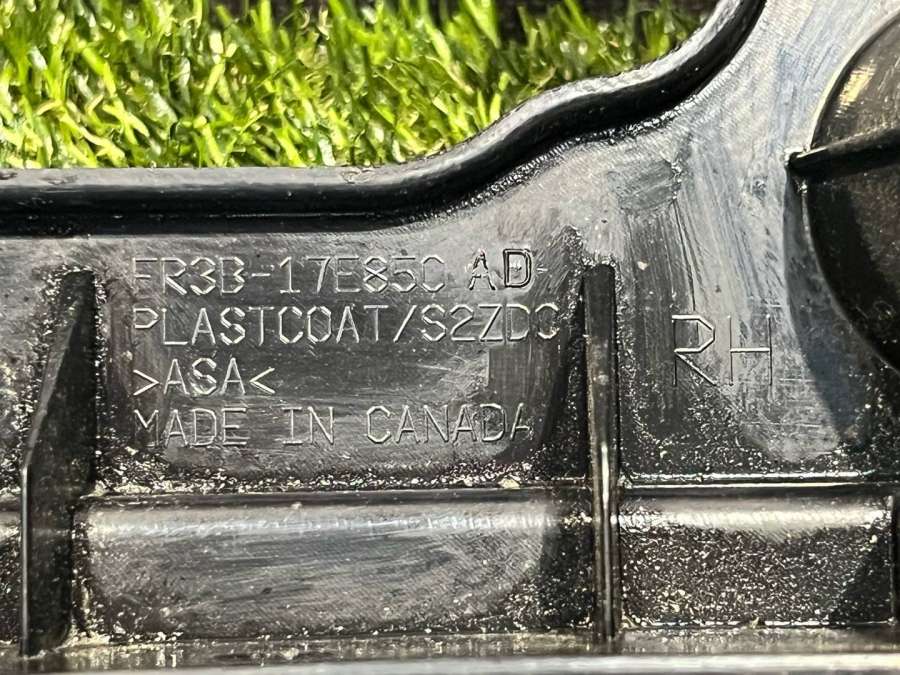 FR3B-17E850 AD
PLASTCOAT/S2ZDC
>ASA<
MADE IN CANADA
RH